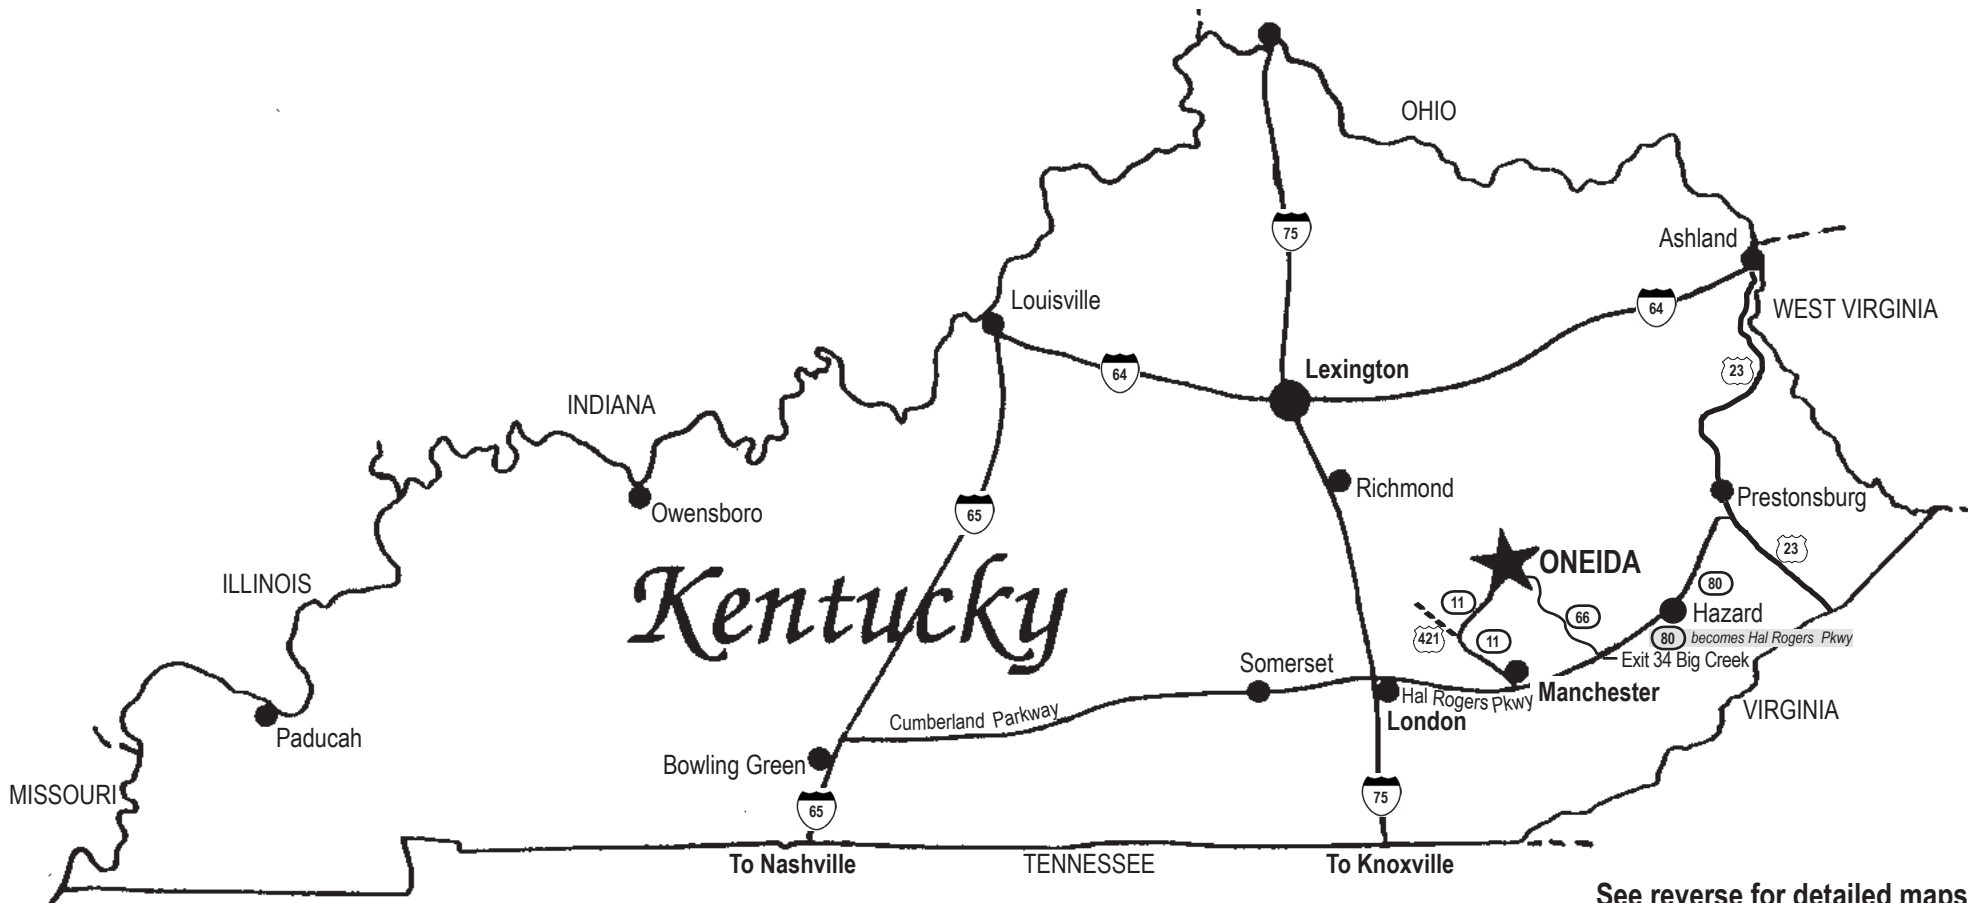 OHIO
75
Ashland
Louisville
64
WEST VIRGINIA
64
Lexington
23
INDIANA
Richmond
Prestonsburg
65
Owensboro
23
ONEIDA
Kentucky
ILLINOIS
80
11
66
Hazard
421
11
80 becomes Hal Rogers Pkwy
Exit 34 Big Creek
Somerset
Hal Rogers Pkwy
Manchester
London
VIRGINIA
Cumberland Parkway
Paducah
Bowling Green
MISSOURI
65
75
To Nashville
TENNESSEE
To Knoxville
See reverse for detailed maps